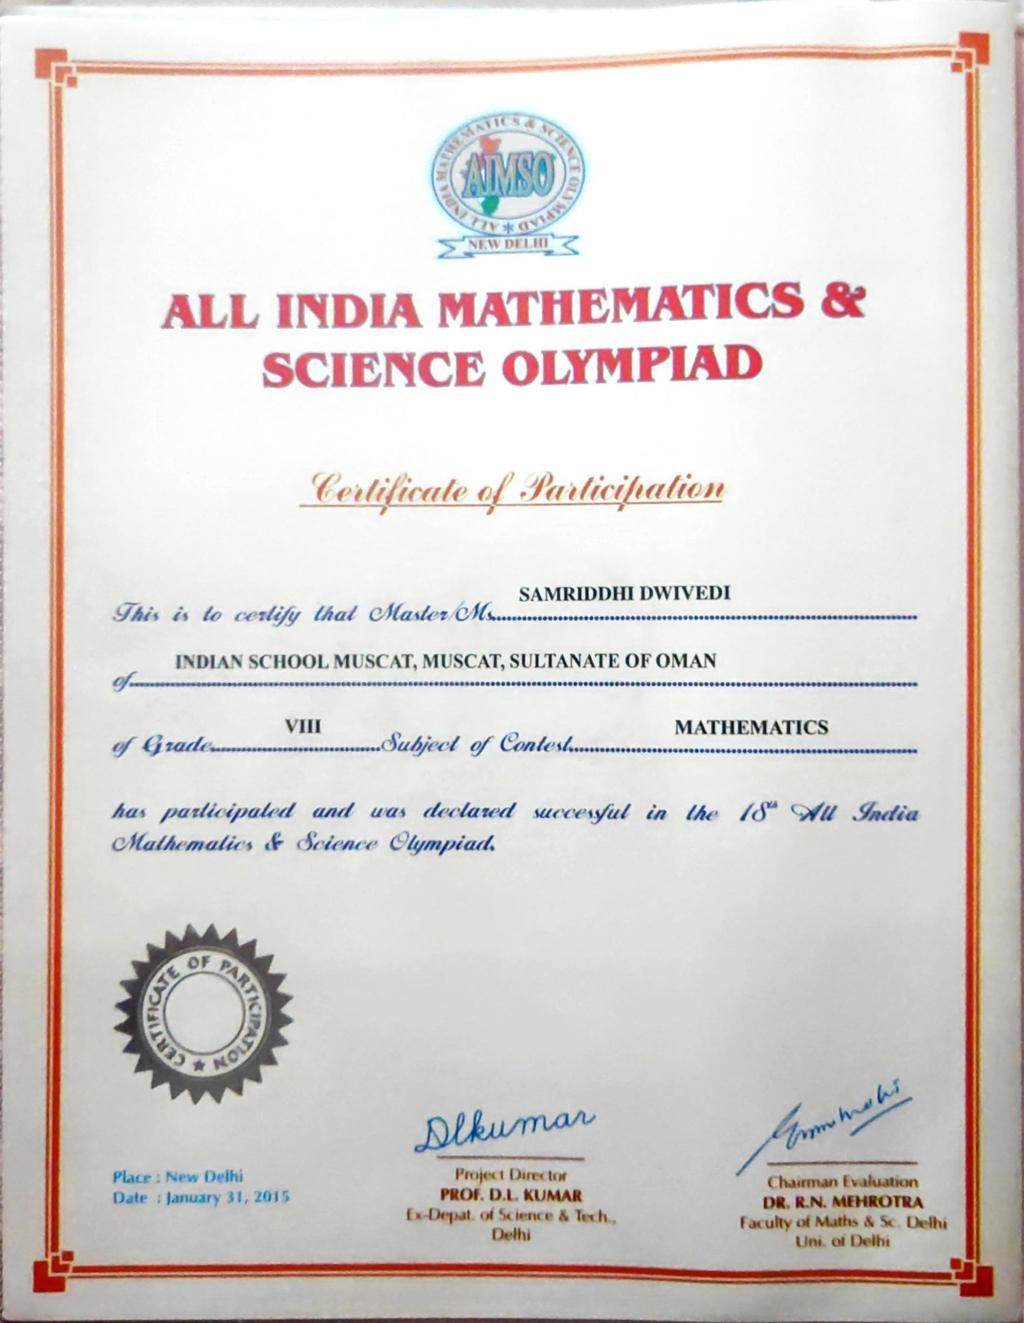 ALL INDIA MATHEMATICS & SCIENCE OLYMPIAD
AIMSO
NEW DELHI
ALL INDIA MATHEMATICS &
SCIENCE OLYMPIAD
Certificate of Participation
This is to certify that Master/Ms. SAMRIDDHI DWIVEDI
of INDIAN SCHOOL MUSCAT, MUSCAT, SULTANATE OF OMAN
of Grade VIII Subject of Contest MATHEMATICS
has participated and was declared successful in the 18th All India
Mathematics & Science Olympiad.
CERTIFICATE OF PARTICIPATION
Place : New Delhi
Date : January 31, 2015
DLkumar
Project Director
PROF. D.L. KUMAR
Ex-Depat. of Science & Tech.,
Delhi
Chairman Evaluation
DR. R.N. MEHROTRA
Faculty of Maths & Sc. Delhi
Uni. of Delhi